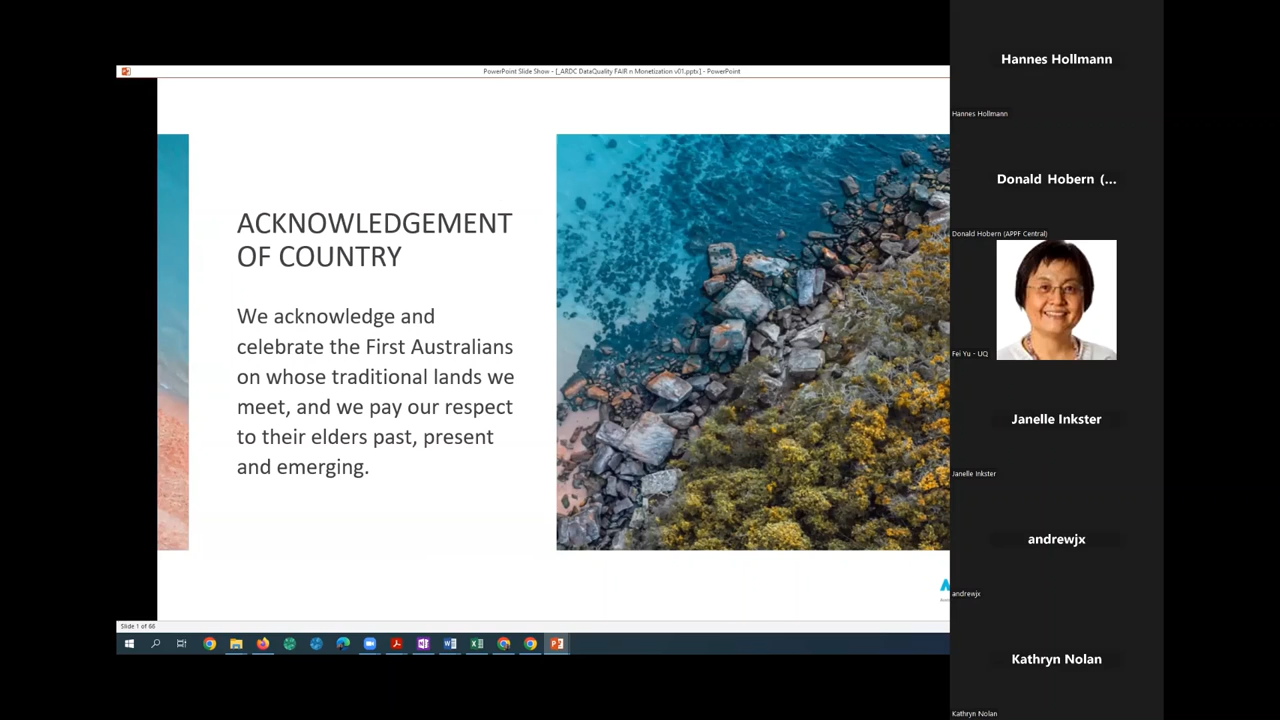 PowerPoint Slide Show - [_ARDC DataQuality FAIR n Monetization v01.pptx] - PowerPoint
ACKNOWLEDGEMENT
OF COUNTRY
We acknowledge and
celebrate the First Australians
on whose traditional lands we
meet, and we pay our respect
to their elders past, present
and emerging.
Slide 1 of 66
Hannes Hollmann
Hannes Hollmann
Donald Hobern (...
Donald Hobern (APPF Central)
Fei Yu - UQ
Janelle Inkster
Janelle Inkster
andrewjx
andrewjx
Kathryn Nolan
Kathryn Nolan